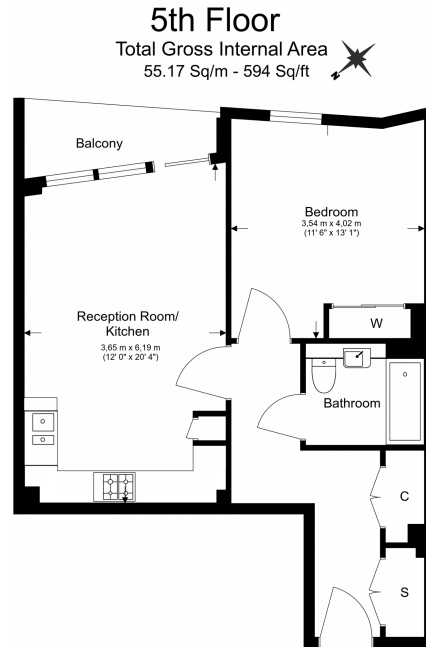 5th Floor
Total Gross Internal Area
55.17 Sq/m - 594 Sq/ft
N
Balcony
Bedroom
3,54 m x 4,02 m
(11' 6" x 13' 1")
Reception Room/
Kitchen
3,65 m x 6,19 m
(12' 0" x 20' 4")
W
Bathroom
C
S